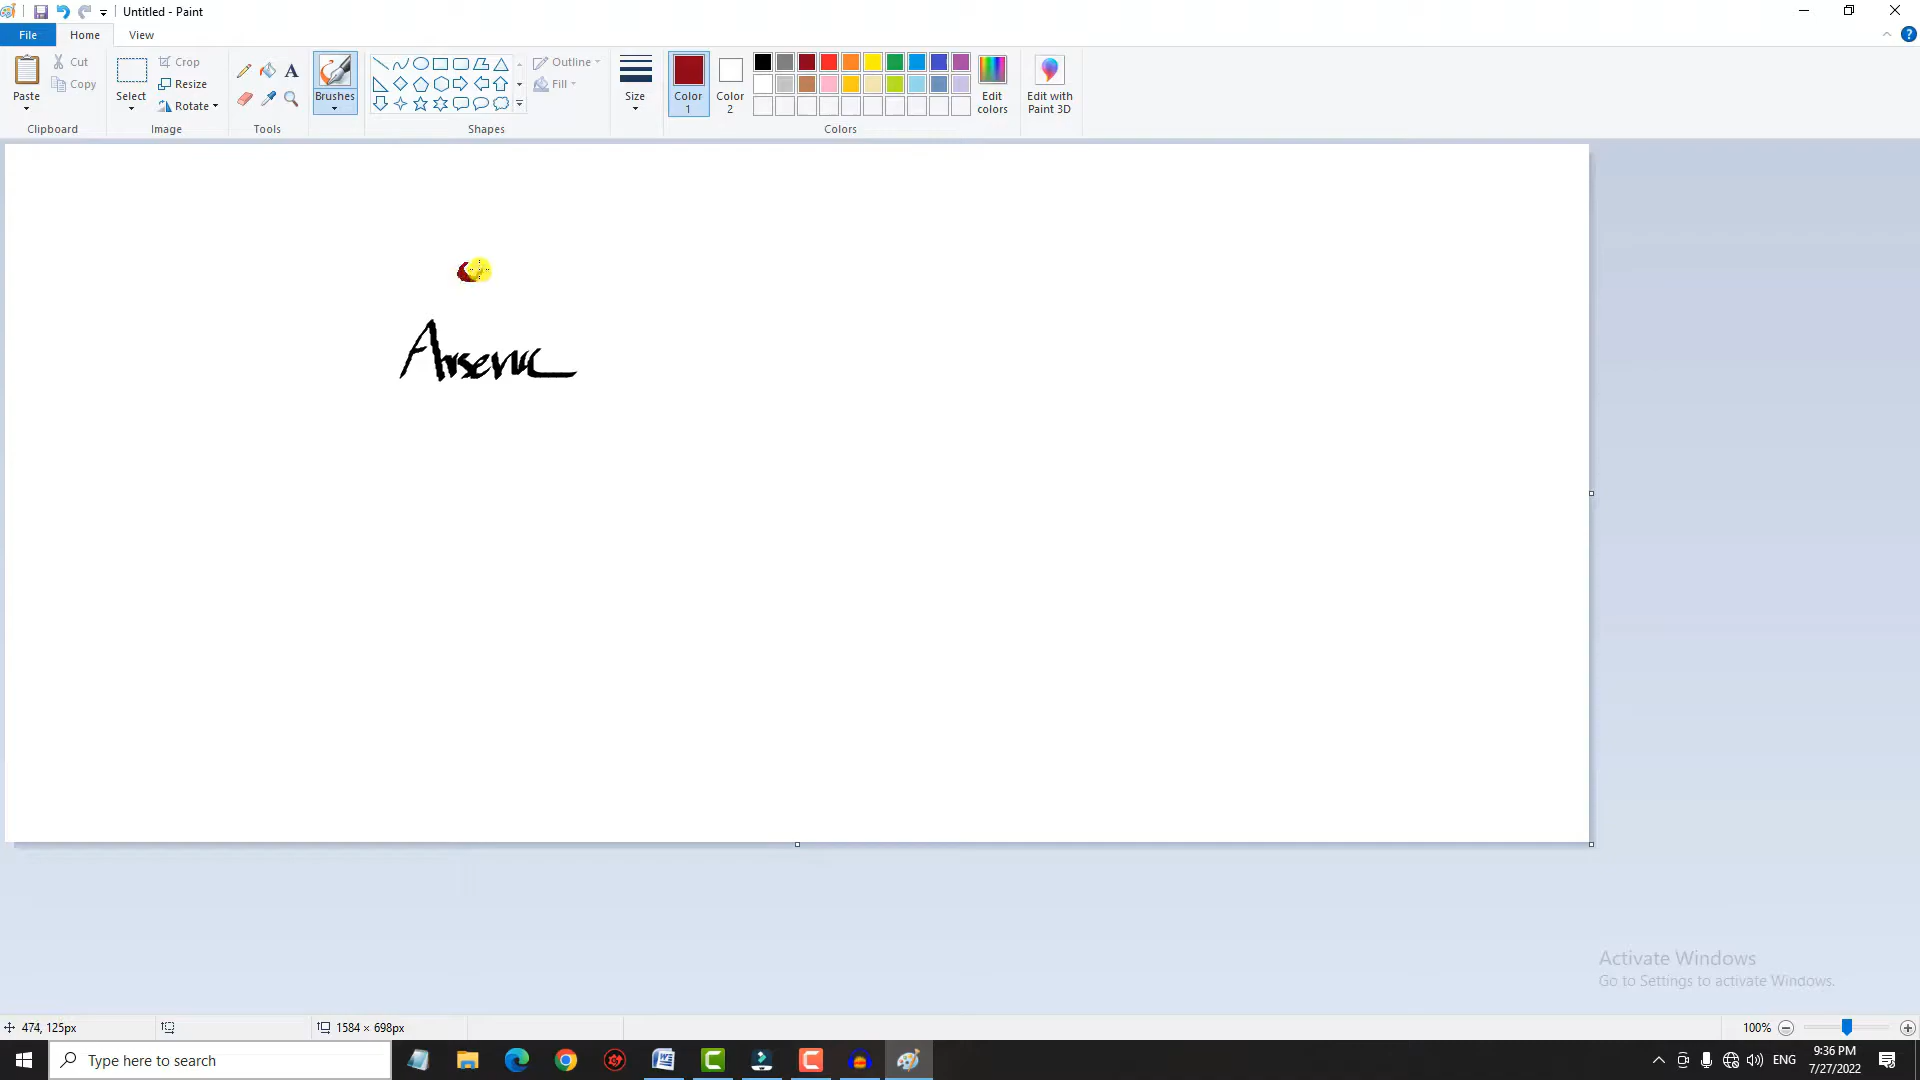 Untitled - Paint
File Home View
Paste
Cut
Copy
Clipboard
Select
Crop
Resize
Rotate
Image
Tools
Brushes
Shapes
Outline
Fill
Size
Color 1
Color 2
Edit colors
Colors
Edit with Paint 3D
Activate Windows
Go to Settings to activate Windows.
474, 125px
1584 × 698px
100%
Type here to search
ENG
9:36 PM
7/27/2022